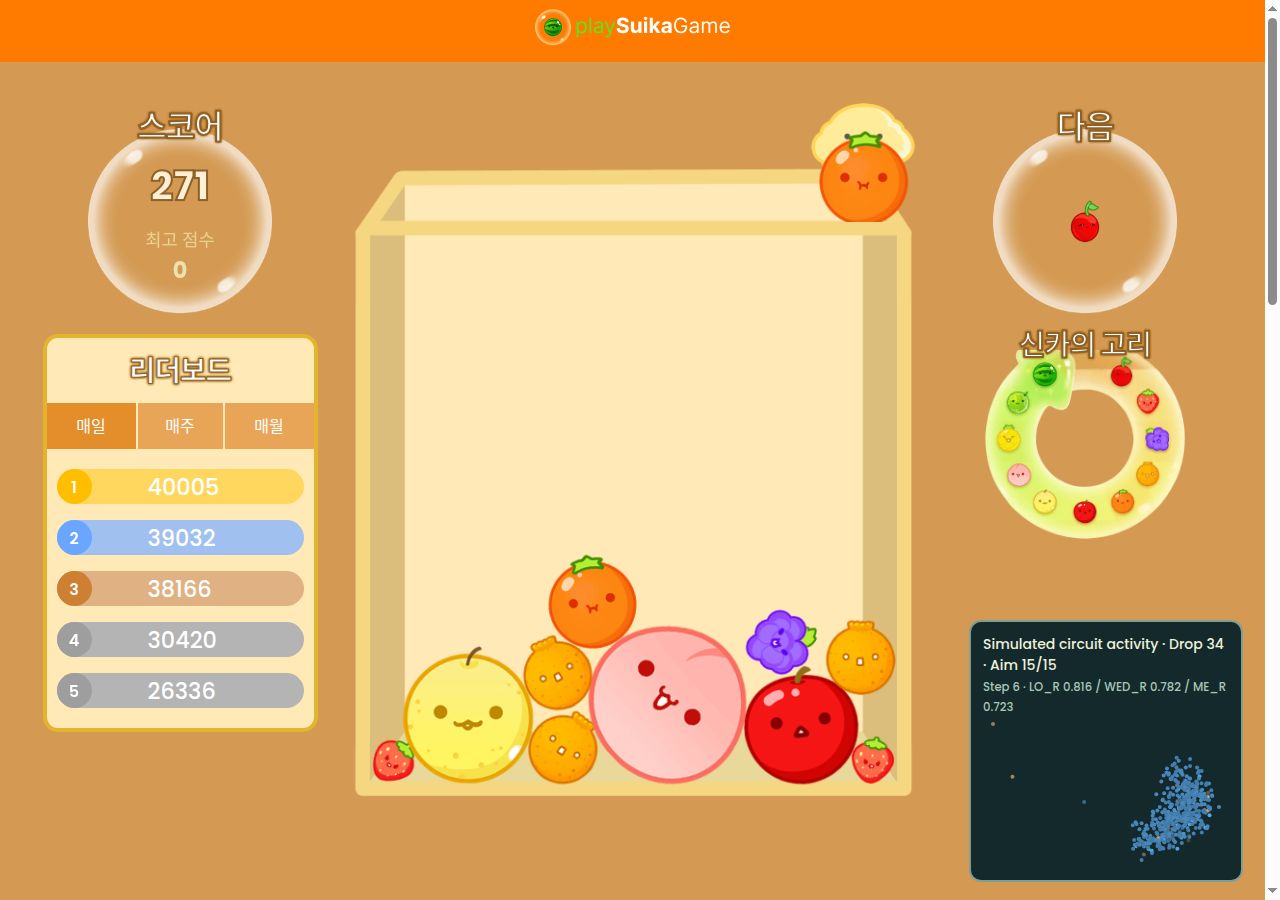 playSuikaGame
스코어
271
최고 점수
0
다음
신카의 고리
리더보드
매일 매주 매월
1 40005
2 39032
3 38166
4 30420
5 26336
Simulated circuit activity · Drop 34
· Aim 15/15
Step 6 · LO_R 0.816 / WED_R 0.782 / ME_R
0.723